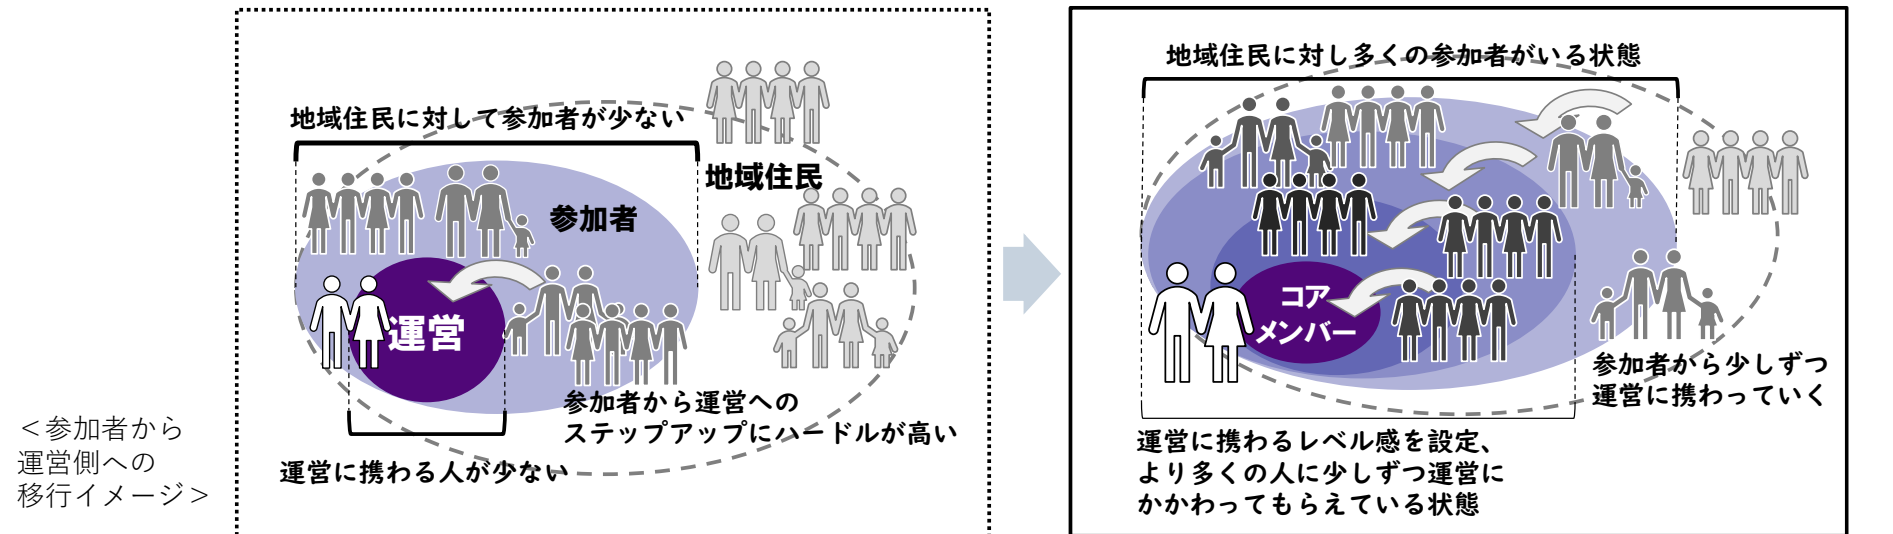 ＜参加者から
運営側への
移行イメージ＞
地域住民に対して参加者が少ない
地域住民
参加者
運営
参加者から運営への
ステップアップにハードルが高い
運営に携わる人が少ない
地域住民に対し多くの参加者がいる状態
コア
メンバー
参加者から少しずつ
運営に携わっていく
運営に携わるレベル感を設定、
より多くの人に少しずつ運営に
かかわってもらえている状態